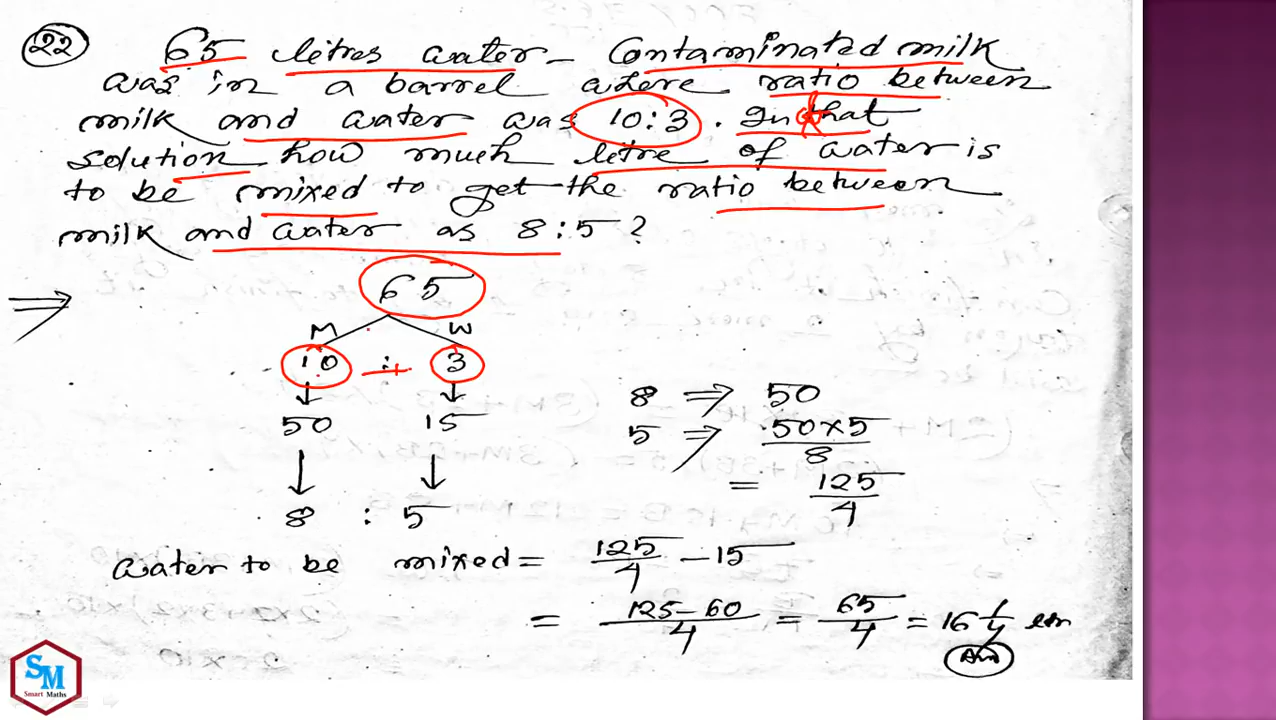 22 65 litres water- Contaminated milk
was in a barrel where ratio between
milk and water was 10:3. In that
solution how much litre of water is
to be mixed to get the ratio between
milk and water as 8:5?
⇒ 65
M W
10 : 3
50 15
8 : 5
8 ⇒ 50
5 ⇒ 50×5/8
= 125/4
water to be mixed = 125/4 - 15
= 125-60/4 = 65/4 = 16 1/4 ltr
Ans
SM
Smart Maths